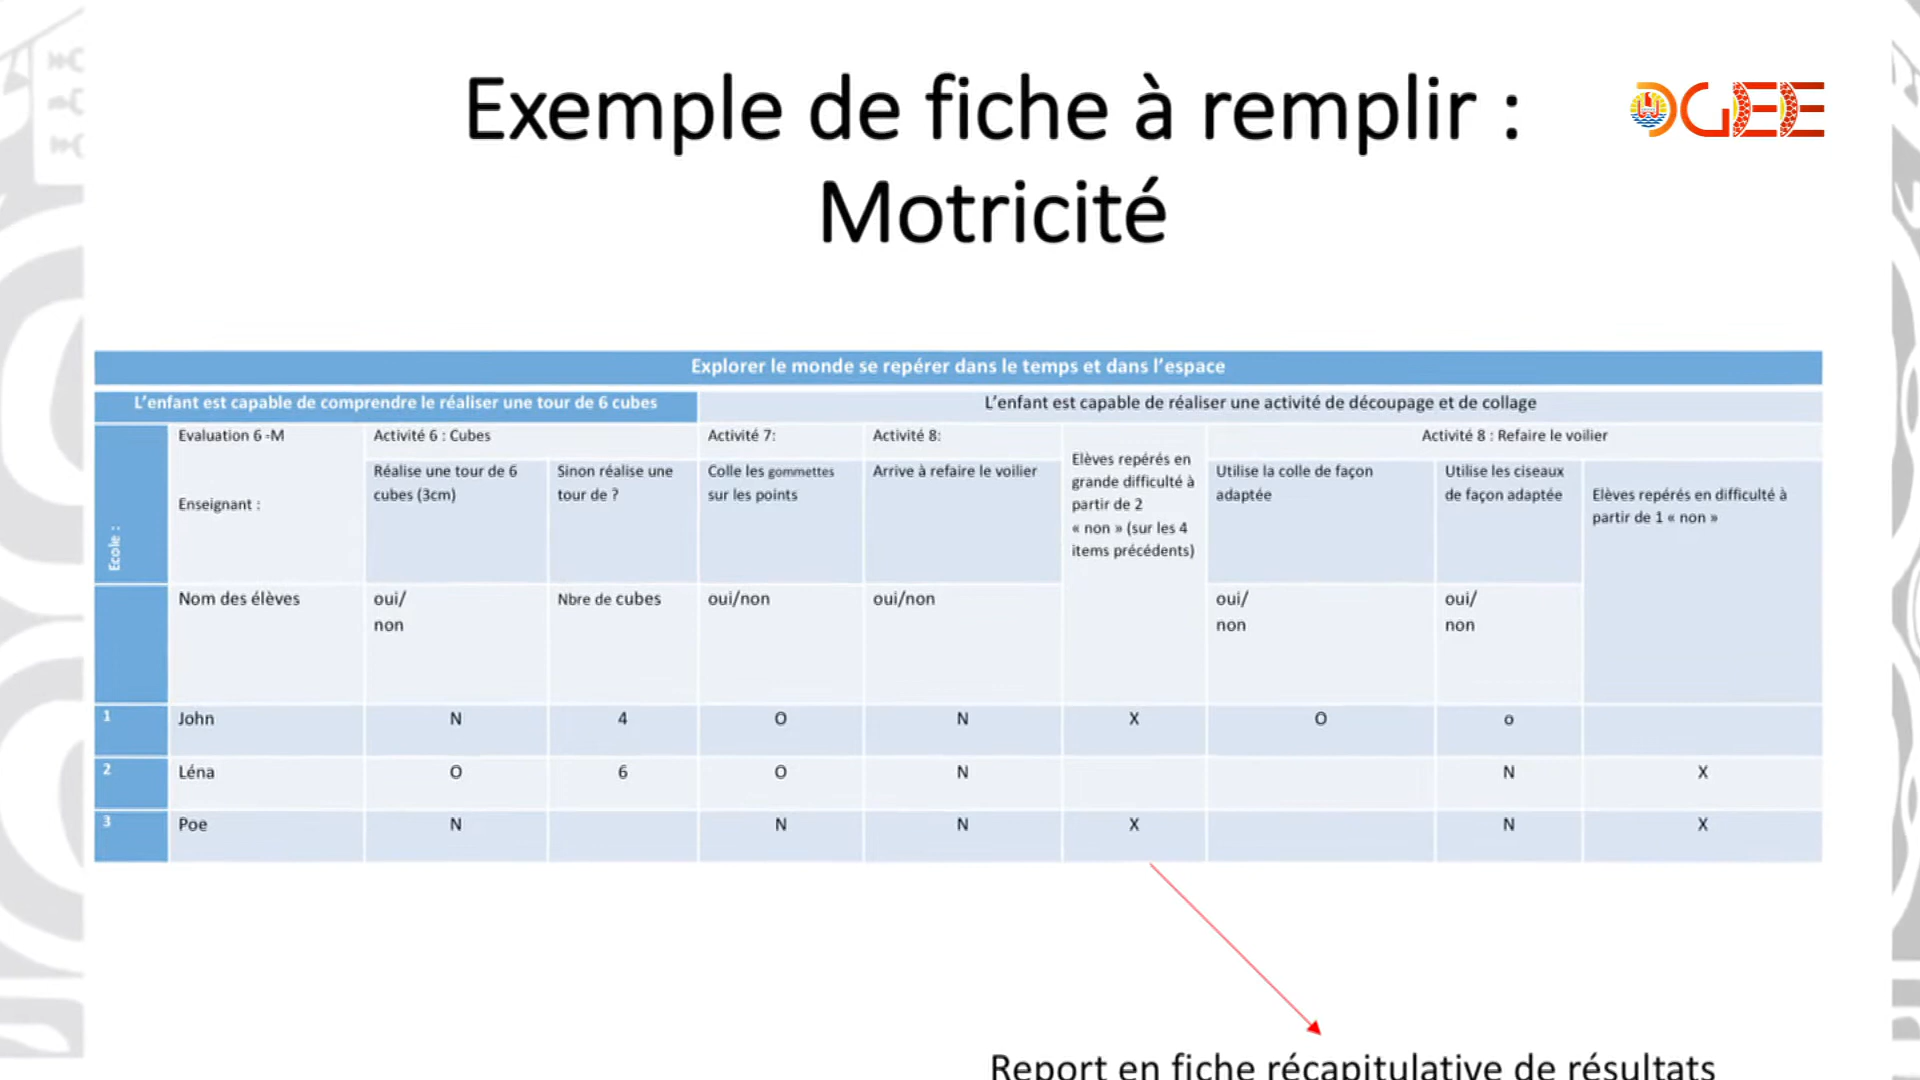 Exemple de fiche à remplir :
Motricité
DGEE
Explorer le monde se repérer dans le temps et dans l'espace
L'enfant est capable de comprendre le réaliser une tour de 6 cubes
L'enfant est capable de réaliser une activité de découpage et de collage
Ecole :
Evaluation 6 -M
Enseignant :
Activité 6 : Cubes
Activité 7:
Activité 8:
Elèves repérés en
grande difficulté à
partir de 2
« non » (sur les 4
items précédents)
Activité 8 : Refaire le voilier
Réalise une tour de 6
cubes (3cm)
Sinon réalise une
tour de ?
Colle les gommettes
sur les points
Arrive à refaire le voilier
Utilise la colle de façon
adaptée
Utilise les ciseaux
de façon adaptée
Elèves repérés en difficulté à
partir de 1 « non »
Nom des élèves
oui/
non
Nbre de cubes
oui/non
oui/non
oui/
non
oui/
non
1 John N 4 O N X O o
2 Léna O 6 O N N X
3 Poe N N N X N X
Report en fiche récapitulative de résultats